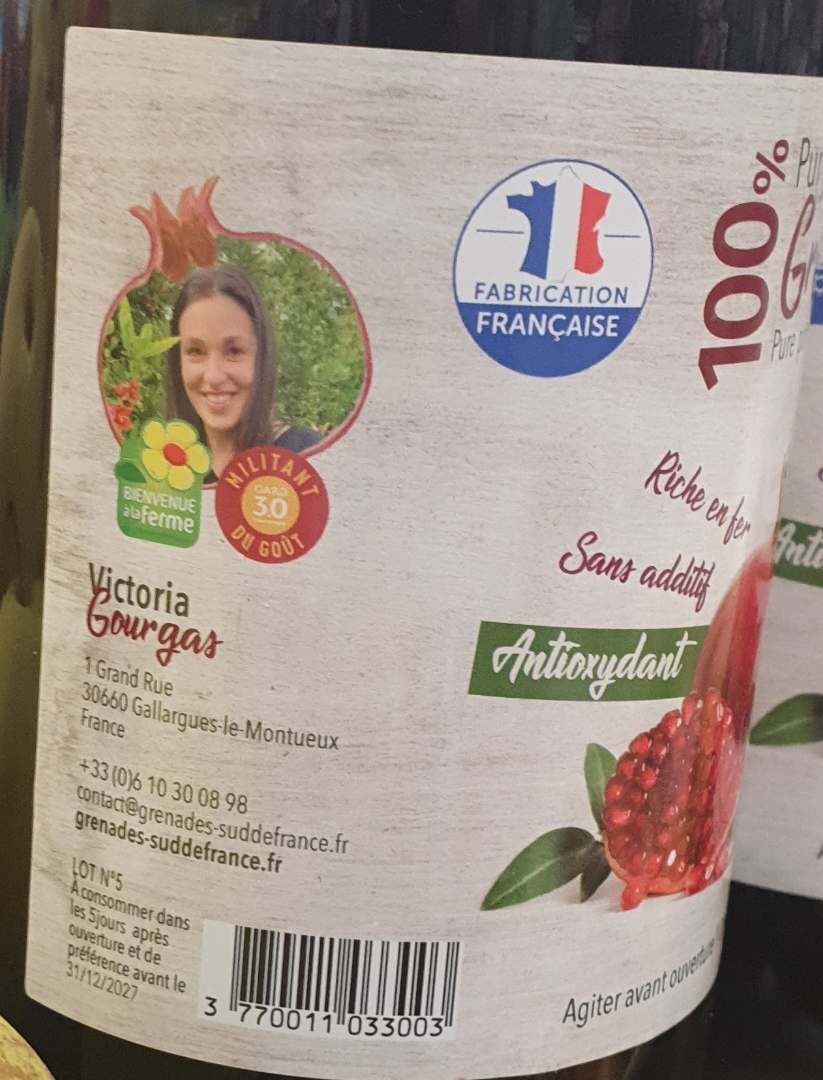 FABRICATION
FRANÇAISE
100%
Pure
BIENVENUE
à la ferme
MILITANT
GARD
30
DU GOÛT
Riche en fer
Sans additif
Antioxydant
Victoria
Gourgas
1 Grand Rue
30660 Gallargues-le-Montueux
France
+33 (0)6 10 30 08 98
contact@grenades-suddefrance.fr
grenades-suddefrance.fr
LOT N°5
A consommer dans
les 5jours après
ouverture et de
préférence avant le
31/12/2027
3 770011 033003
Agiter avant ouverture